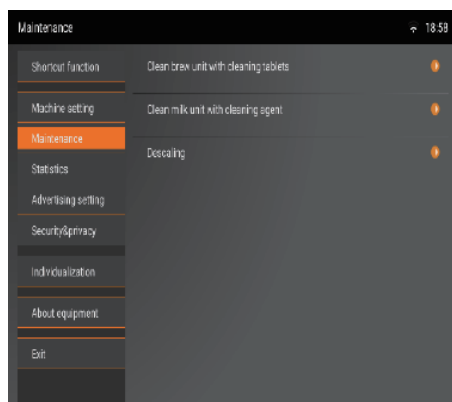 Maintenance 18:58
Shortcut function
Machine setting
Maintenance
Statistics
Advertising setting
Security&privacy
Individualization
About equipment
Exit
Clean brew unit with cleaning tablets
Clean milk unit with cleaning agent
Descaling